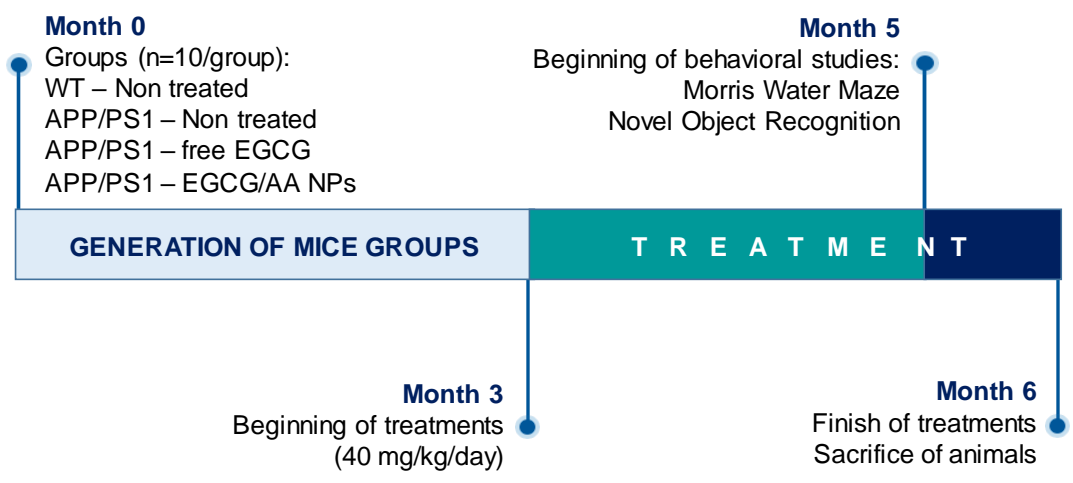 Month 0
Groups (n=10/group):
WT – Non treated
APP/PS1 – Non treated
APP/PS1 – free EGCG
APP/PS1 – EGCG/AA NPs
Month 5
Beginning of behavioral studies:
Morris Water Maze
Novel Object Recognition
GENERATION OF MICE GROUPS
TREATMENT
Month 3
Beginning of treatments
(40 mg/kg/day)
Month 6
Finish of treatments
Sacrifice of animals